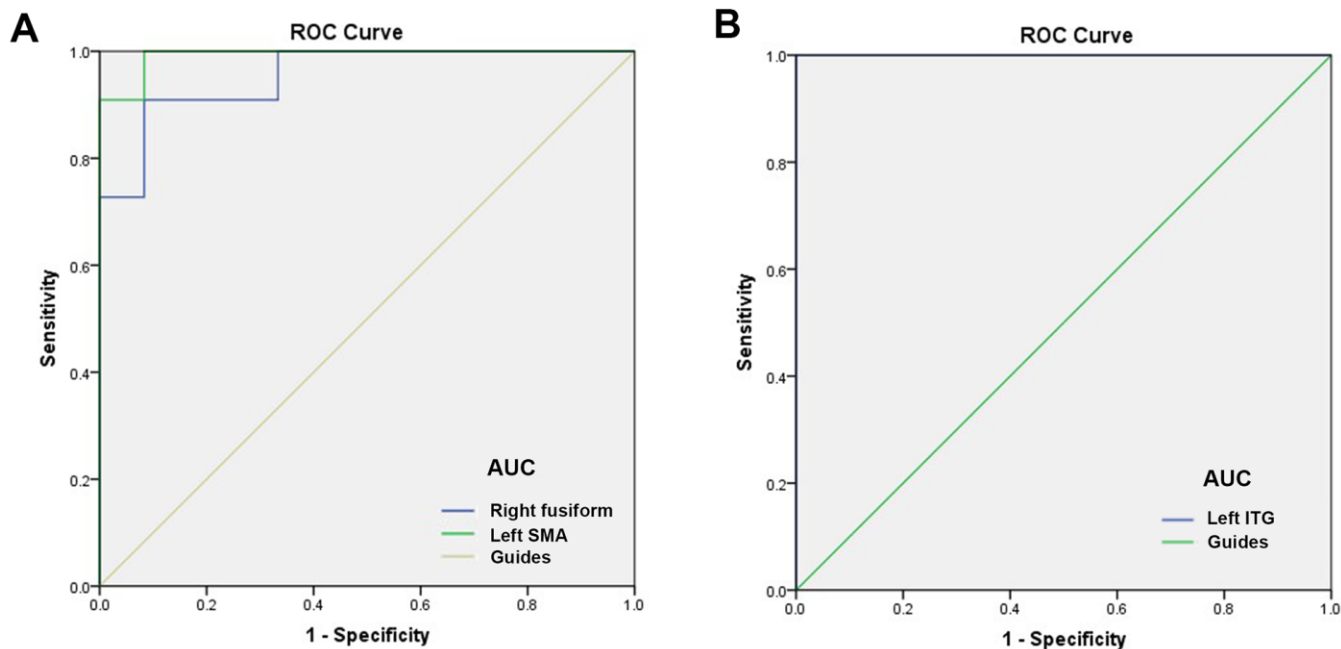 A
ROC Curve
1.0
0.8
0.6
0.4
0.2
0.0
Sensitivity
0.0 0.2 0.4 0.6 0.8 1.0
1 - Specificity
AUC
Right fusiform
Left SMA
Guides
B
ROC Curve
1.0
0.8
0.6
0.4
0.2
0.0
Sensitivity
0.0 0.2 0.4 0.6 0.8 1.0
1 - Specificity
AUC
Left ITG
Guides